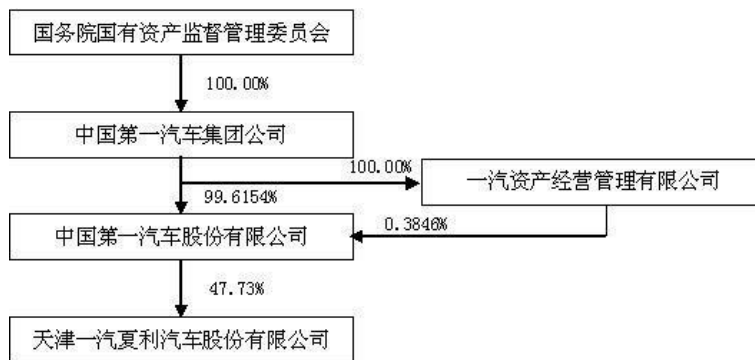 国务院国有资产监督管理委员会
100.00%
中国第一汽车集团公司
100.00%
一汽资产经营管理有限公司
99.6154%
0.3846%
中国第一汽车股份有限公司
47.73%
天津一汽夏利汽车股份有限公司